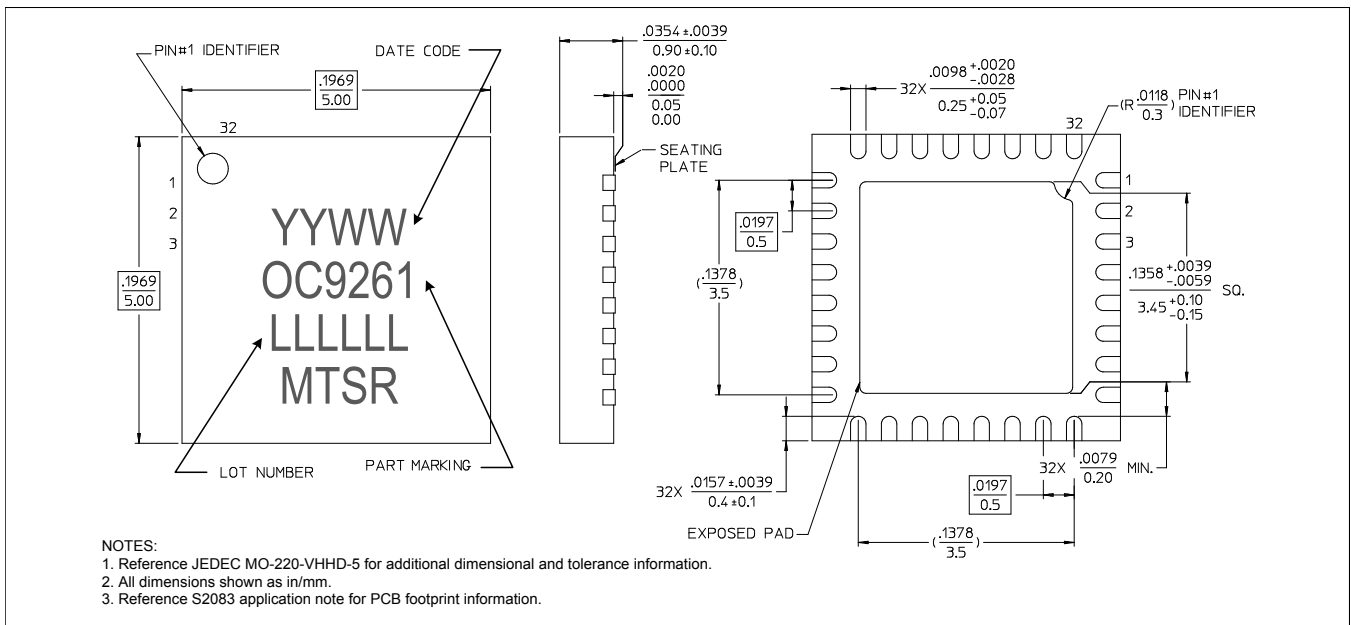 PIN#1 IDENTIFIER
DATE CODE
.1969
5.00
32
1
2
3
.1969
5.00
YYWW
OC9261
LLLLLL
MTSR
LOT NUMBER
PART MARKING
.0354 ±.0039
0.90 ±0.10
.0020
.0000
0.05
0.00
SEATING
PLATE
32X .0098 +.0020
-.0028
0.25 +0.05
-0.07
(R .0118
0.3 ) PIN#1
IDENTIFIER
32
1
2
3
.0197
0.5
( .1378
3.5 )
.1358 +.0039
-.0059
3.45 +0.10
-0.15
SQ.
32X .0157 ±.0039
0.4 ±0.1
EXPOSED PAD
32X .0079
0.20 MIN.
.0197
0.5
( .1378
3.5 )
NOTES:
1. Reference JEDEC MO-220-VHHD-5 for additional dimensional and tolerance information.
2. All dimensions shown as in/mm.
3. Reference S2083 application note for PCB footprint information.